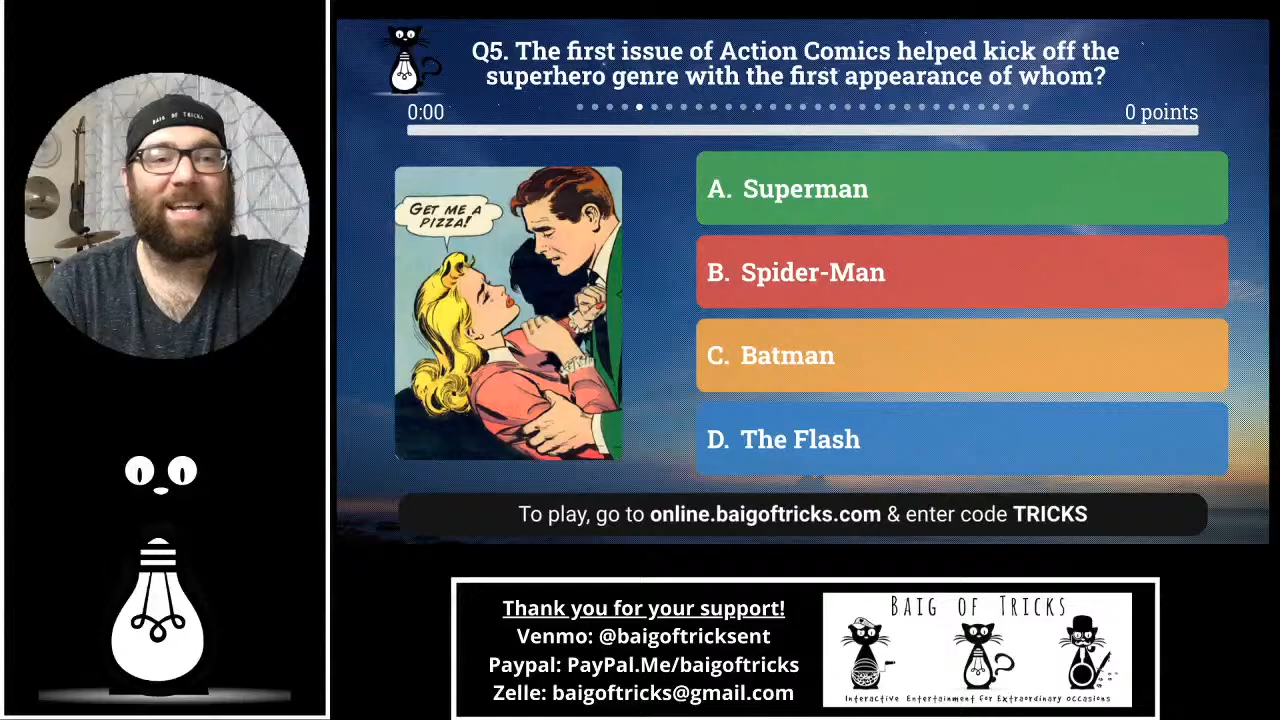 BAIG OF TRICKS
Q5. The first issue of Action Comics helped kick off the
superhero genre with the first appearance of whom?
0:00
0 points
GET ME A
PIZZA!
A. Superman
B. Spider-Man
C. Batman
D. The Flash
To play, go to online.baigoftricks.com & enter code TRICKS
Thank you for your support!
Venmo: @baigoftricksent
Paypal: PayPal.Me/baigoftricks
Zelle: baigoftricks@gmail.com
BAIG OF TRICKS
Interactive Entertainment for Extraordinary occasions